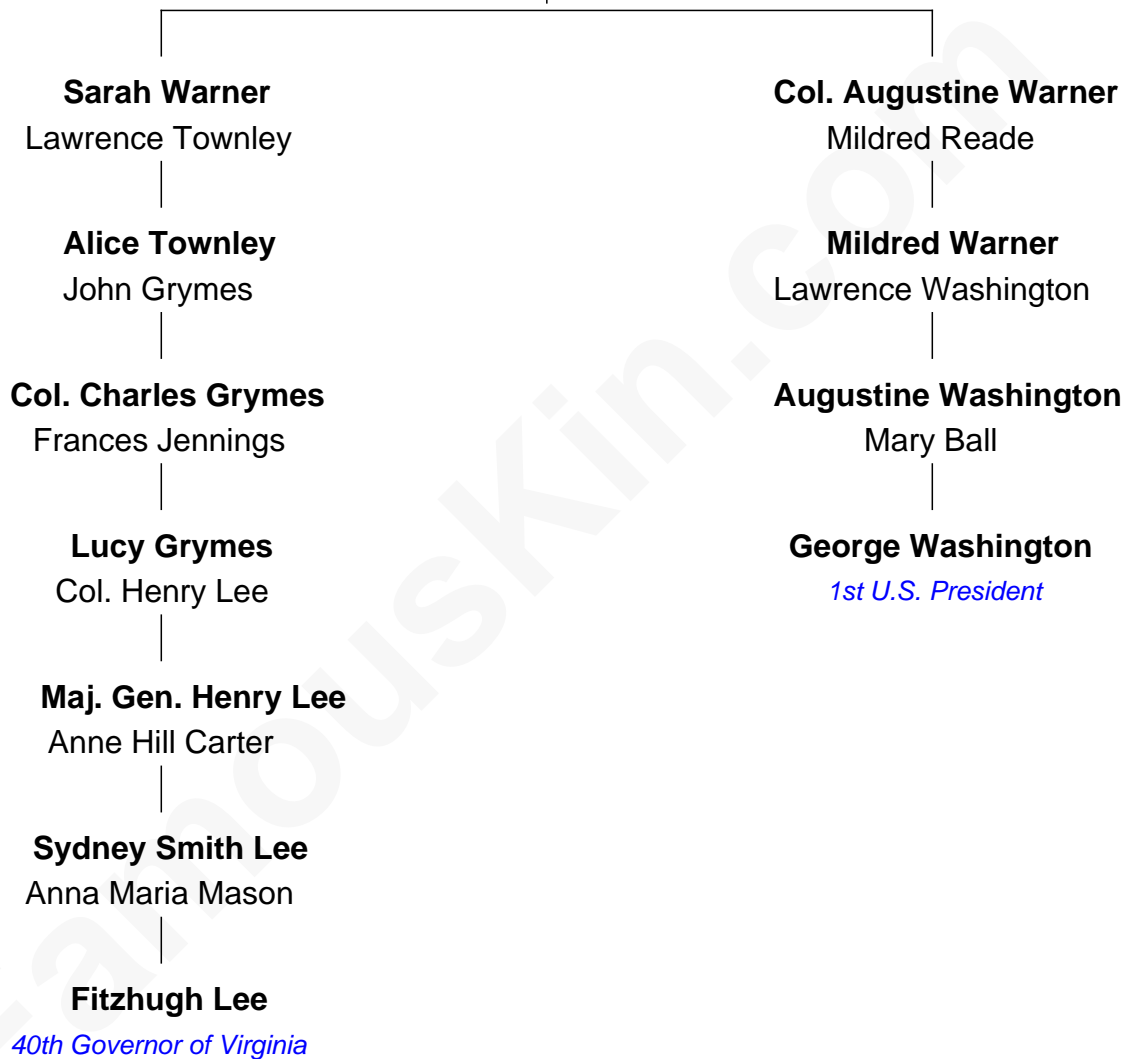 Sarah Warner
Lawrence Townley
Col. Augustine Warner
Mildred Reade
Alice Townley
John Grymes
Mildred Warner
Lawrence Washington
Col. Charles Grymes
Frances Jennings
Augustine Washington
Mary Ball
Lucy Grymes
Col. Henry Lee
George Washington
1st U.S. President
Maj. Gen. Henry Lee
Anne Hill Carter
Sydney Smith Lee
Anna Maria Mason
Fitzhugh Lee
40th Governor of Virginia
FamousKin.com